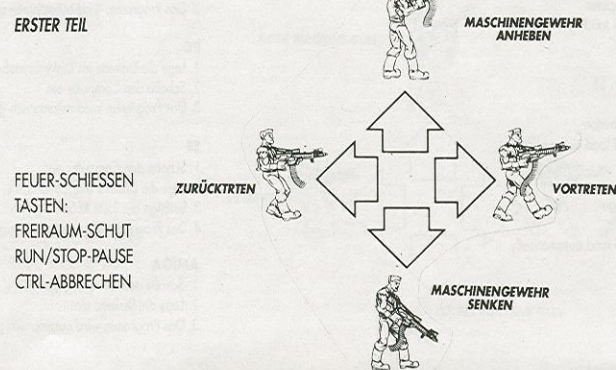 ERSTER TEIL
MASCHINENGEWEHR
ANHEBEN
ZURÜCKTRTEN
VORTRETEN
FEUER-SCHIESSEN
TASTEN:
FREIRAUM-SCHUT
RUN/STOP-PAUSE
CTRL-ABBRECHEN
MASCHINENGEWEHR
SENKEN